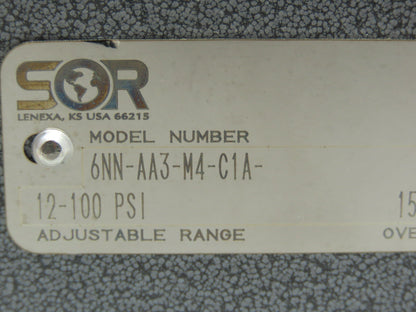 SOR
LENEXA, KS USA 66215
MODEL NUMBER
6NN-AA3-M4-C1A-
12-100 PSI 15
ADJUSTABLE RANGE OVE